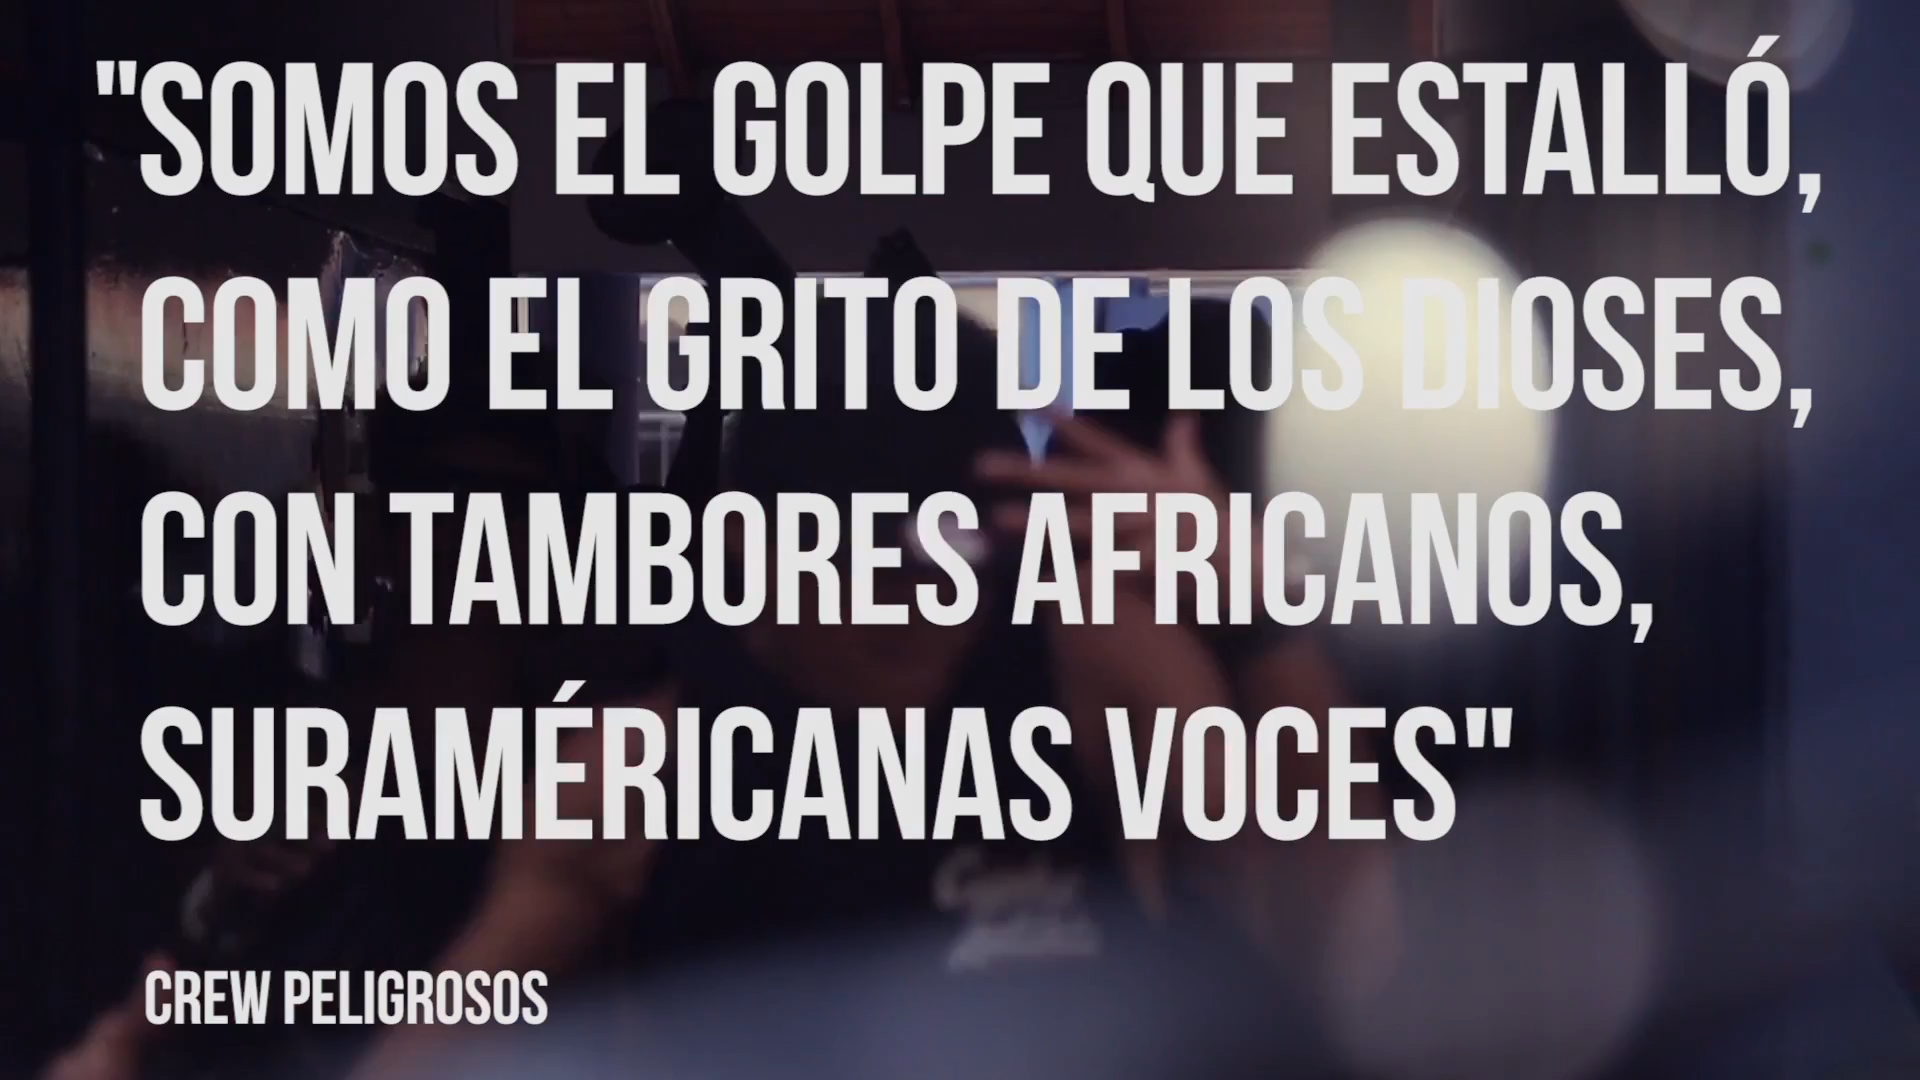 "SOMOS EL GOLPE QUE ESTALLÓ,
COMO EL GRITO DE LOS DIOSES,
CON TAMBORES AFRICANOS,
SURAMÉRICANAS VOCES"
CREW PELIGROSOS